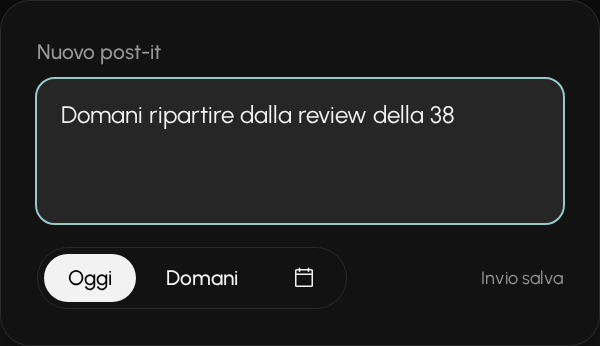 Nuovo post-it
Domani ripartire dalla review della 38
Oggi Domani Invio salva